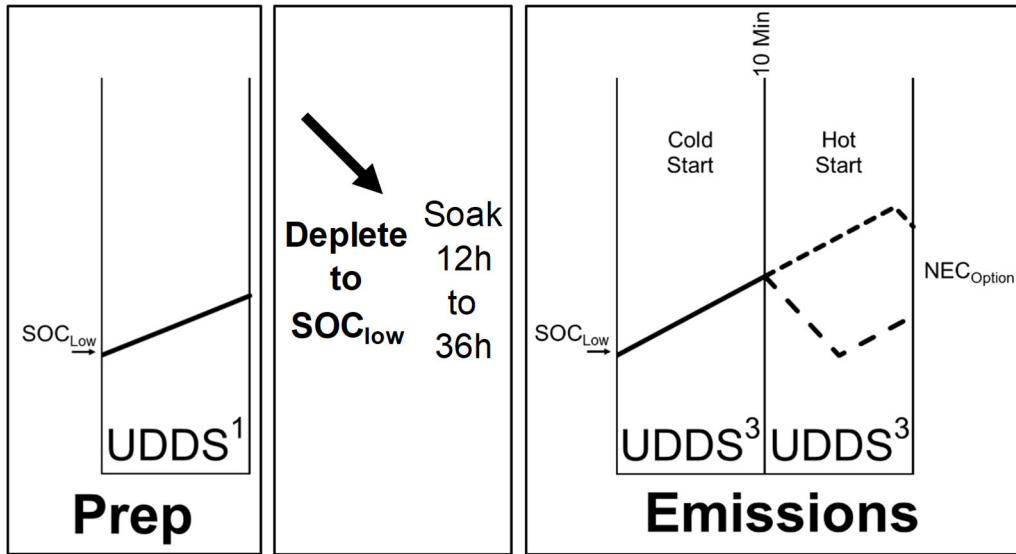 SOC_Low
UDDS^1
Prep
Deplete
to
SOC_low
Soak
12h
to
36h
10 Min
Cold
Start
Hot
Start
SOC_Low
NEC_Option
UDDS^3
UDDS^3
Emissions